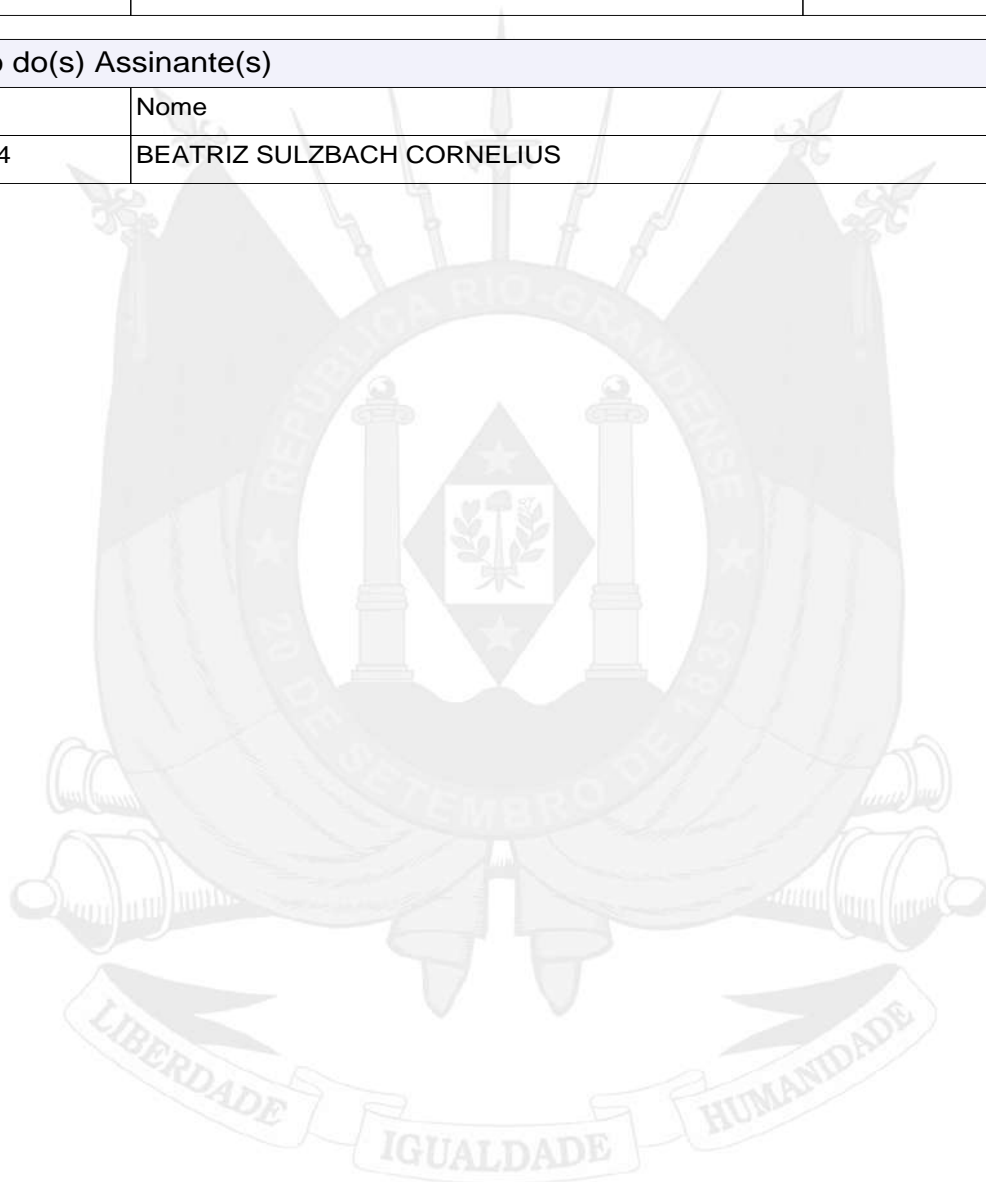 o do(s) Assinante(s)
Nome
4 BEATRIZ SULZBACH CORNELIUS
REPÚBLICA RIO-GRANDENSE
20 DE SETEMBRO DE 1835
LIBERDADE IGUALDADE HUMANIDADE